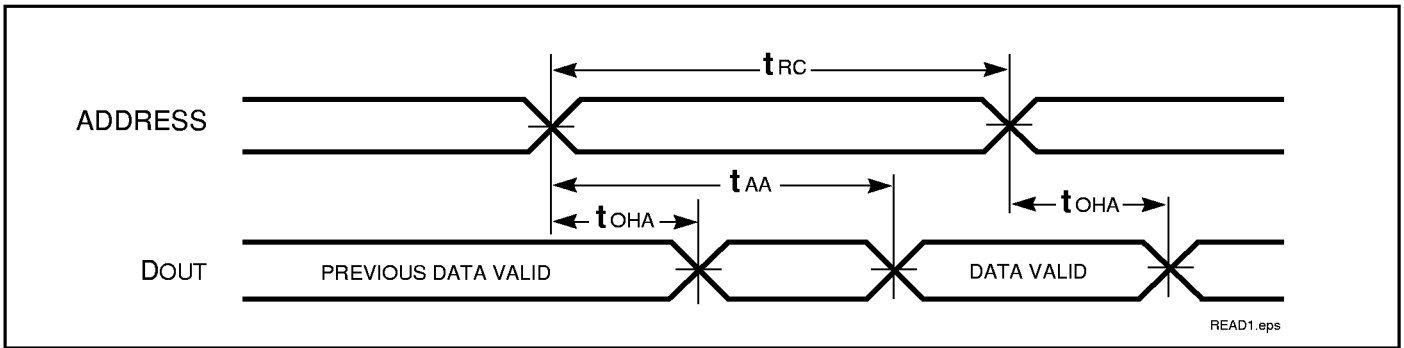 tRC
ADDRESS
tAA
tOHA
tOHA
DOUT
PREVIOUS DATA VALID
DATA VALID
READ1.eps